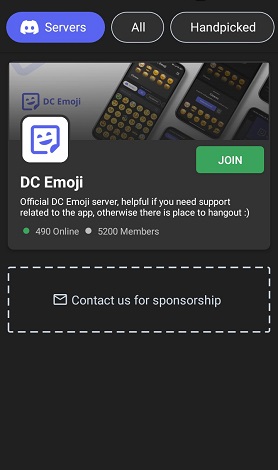 Servers
All
Handpicked
DC Emoji
JOIN
DC Emoji
Official DC Emoji server, helpful if you need support
related to the app, otherwise there is place to hangout :)
490 Online
5200 Members
Contact us for sponsorship